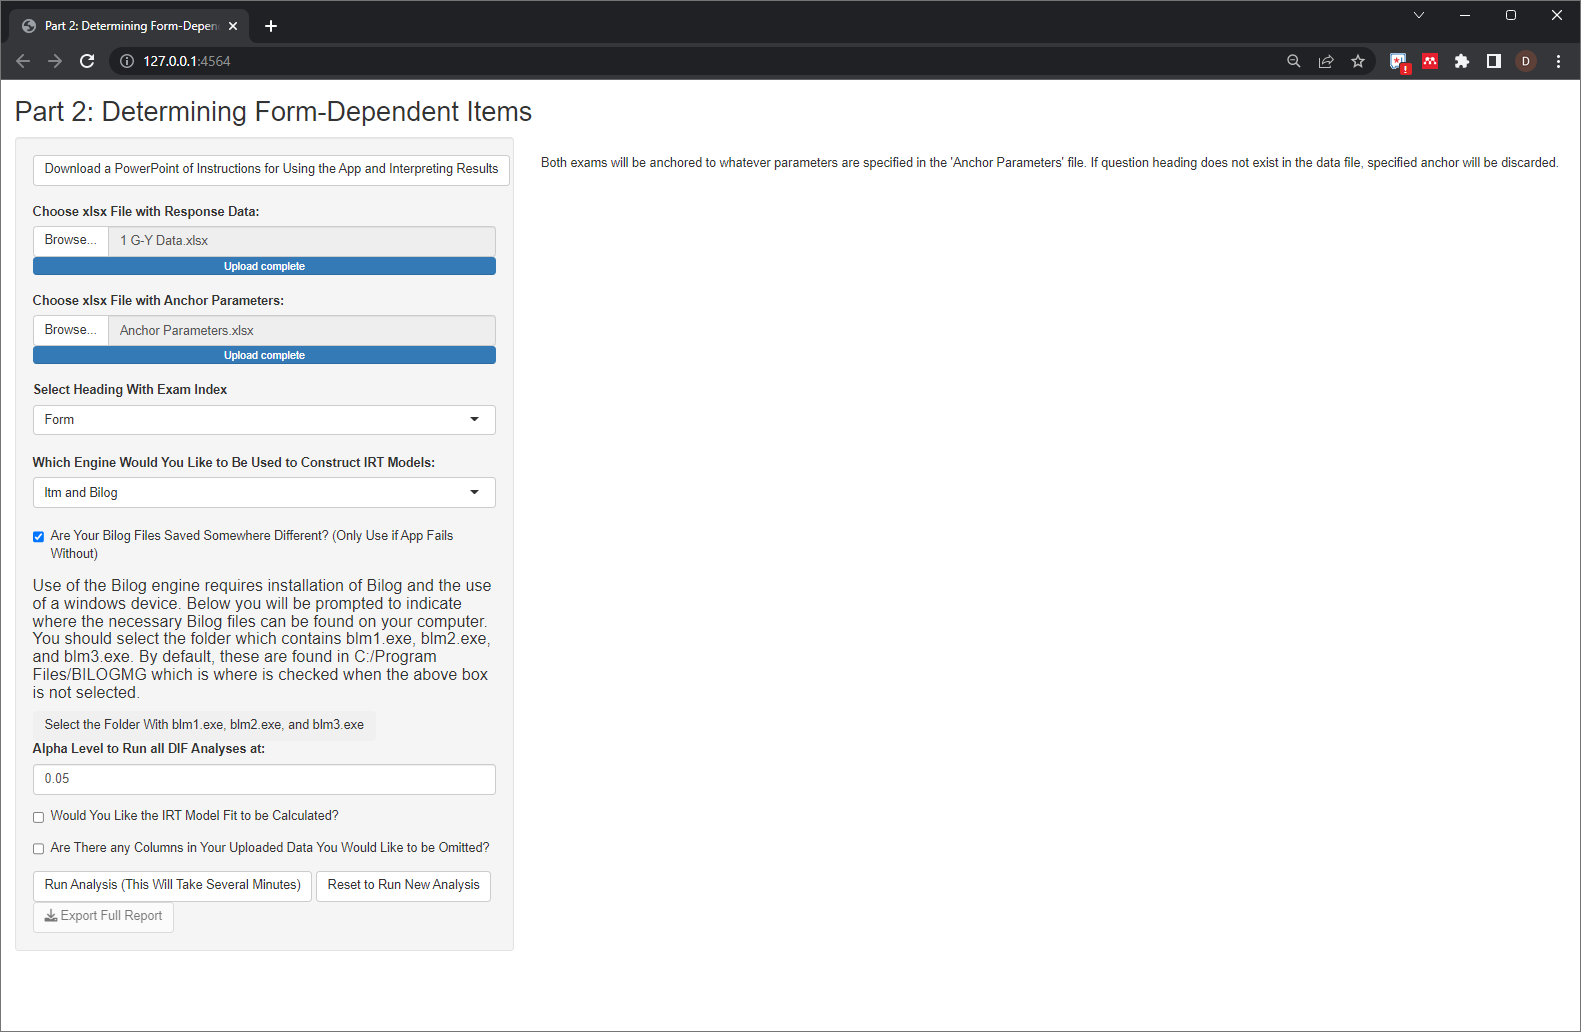 Part 2: Determining Form-Depen
127.0.0.1:4564
D
Part 2: Determining Form-Dependent Items
Download a PowerPoint of Instructions for Using the App and Interpreting Results
Both exams will be anchored to whatever parameters are specified in the 'Anchor Parameters' file. If question heading does not exist in the data file, specified anchor will be discarded.
Choose xlsx File with Response Data:
Browse... 1 G-Y Data.xlsx
Upload complete
Choose xlsx File with Anchor Parameters:
Browse... Anchor Parameters.xlsx
Upload complete
Select Heading With Exam Index
Form
Which Engine Would You Like to Be Used to Construct IRT Models:
ltm and Bilog
Are Your Bilog Files Saved Somewhere Different? (Only Use if App Fails
Without)
Use of the Bilog engine requires installation of Bilog and the use
of a windows device. Below you will be prompted to indicate
where the necessary Bilog files can be found on your computer.
You should select the folder which contains blm1.exe, blm2.exe,
and blm3.exe. By default, these are found in C:/Program
Files/BILOGMG which is where is checked when the above box
is not selected.
Select the Folder With blm1.exe, blm2.exe, and blm3.exe
Alpha Level to Run all DIF Analyses at:
0.05
Would You Like the IRT Model Fit to be Calculated?
Are There any Columns in Your Uploaded Data You Would Like to be Omitted?
Run Analysis (This Will Take Several Minutes) Reset to Run New Analysis
Export Full Report